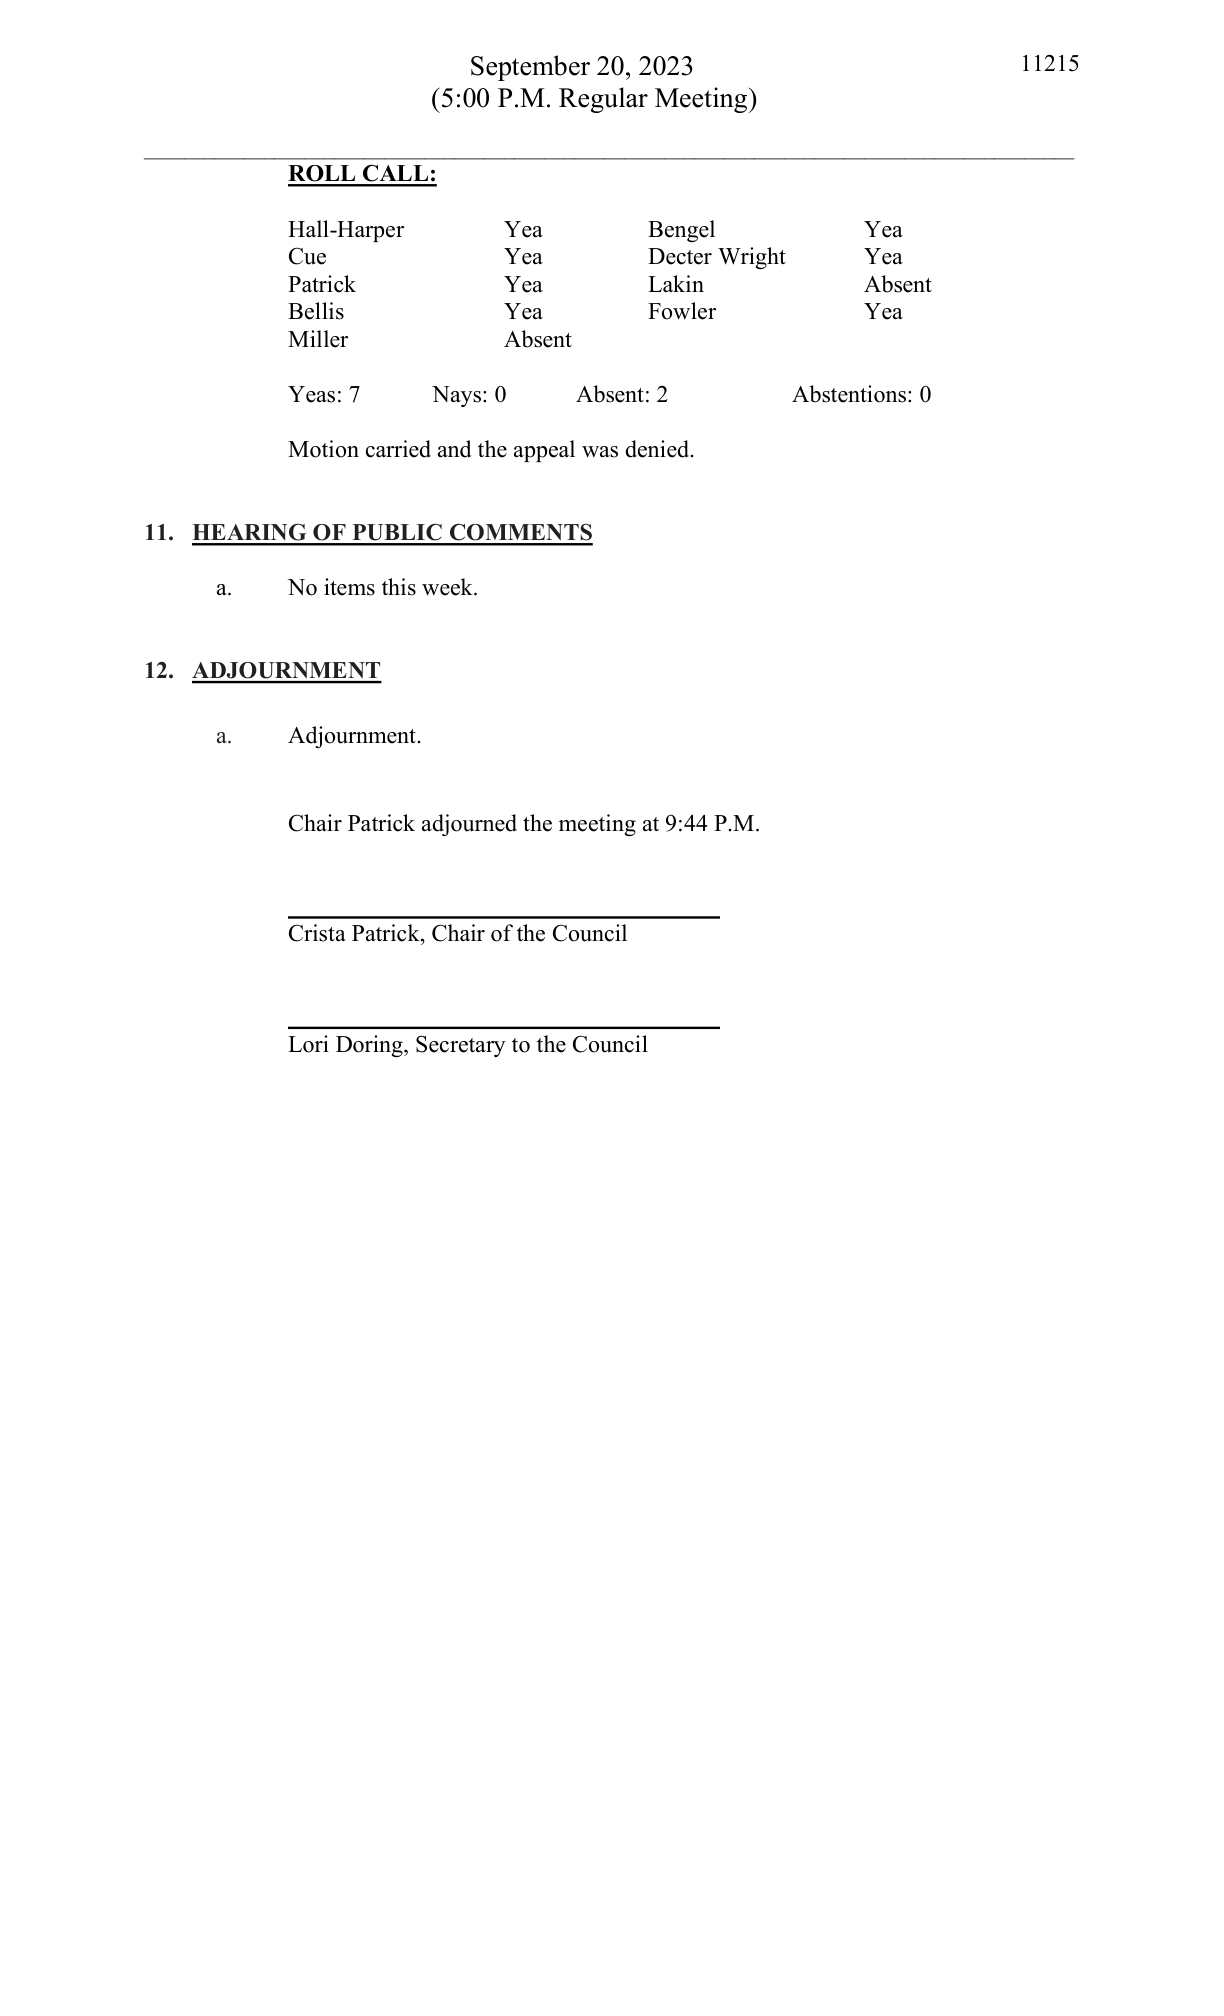 September 20, 2023 11215
(5:00 P.M. Regular Meeting)
ROLL CALL:
Hall-Harper Yea Bengel Yea
Cue Yea Decter Wright Yea
Patrick Yea Lakin Absent
Bellis Yea Fowler Yea
Miller Absent
Yeas: 7 Nays: 0 Absent: 2 Abstentions: 0
Motion carried and the appeal was denied.
11. HEARING OF PUBLIC COMMENTS
a. No items this week.
12. ADJOURNMENT
a. Adjournment.
Chair Patrick adjourned the meeting at 9:44 P.M.
Crista Patrick, Chair of the Council
Lori Doring, Secretary to the Council